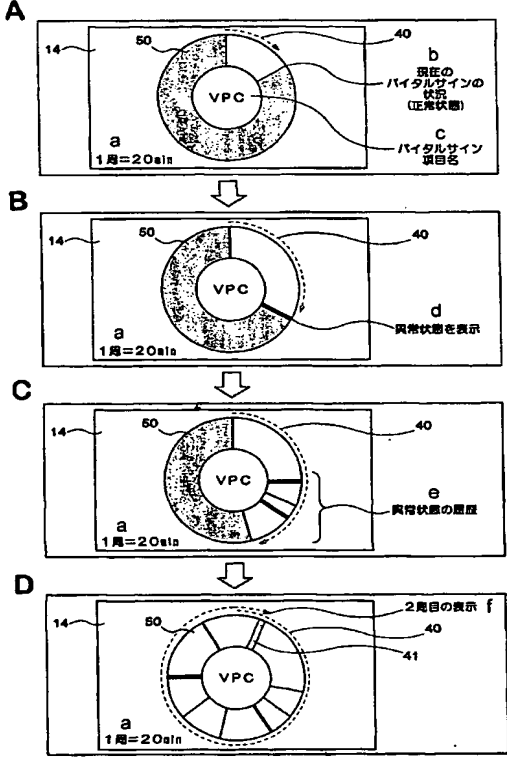 A
14
50
40
VPC
b
現在の
バイタルサインの
状況
(正常状態)
c
バイタルサイン
項目名
a
1周=20min
B
14
50
40
VPC
d
異常状態を表示
a
1周=20min
C
14
50
40
VPC
e
異常状態の履歴
a
1周=20min
D
2周目の表示 f
14
50
40
41
VPC
a
1周=20min